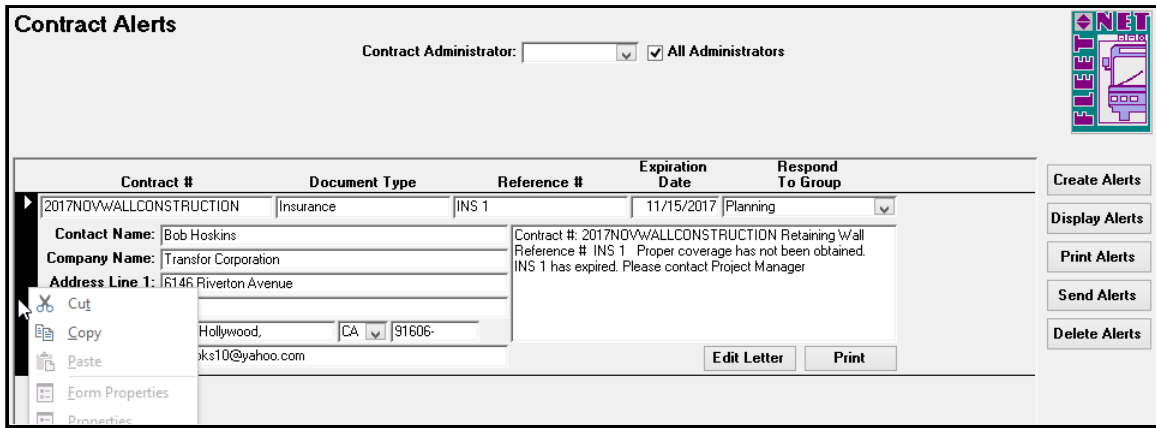 Contract Alerts
Contract Administrator: All Administrators
FLEET NET
Contract # Document Type Reference # Expiration Date Respond To Group
2017NOVWALLCONSTRUCTION Insurance INS 1 11/15/2017 Planning
Contact Name: Bob Hoskins
Company Name: Transfor Corporation
Address Line 1: 6146 Riverton Avenue
Hollywood, CA 91606-
oks10@yahoo.com
Contract #: 2017NOVWALLCONSTRUCTION Retaining Wall
Reference # INS 1 Proper coverage has not been obtained.
INS 1 has expired. Please contact Project Manager
Edit Letter Print
Cut
Copy
Paste
Form Properties
Properties
Create Alerts
Display Alerts
Print Alerts
Send Alerts
Delete Alerts